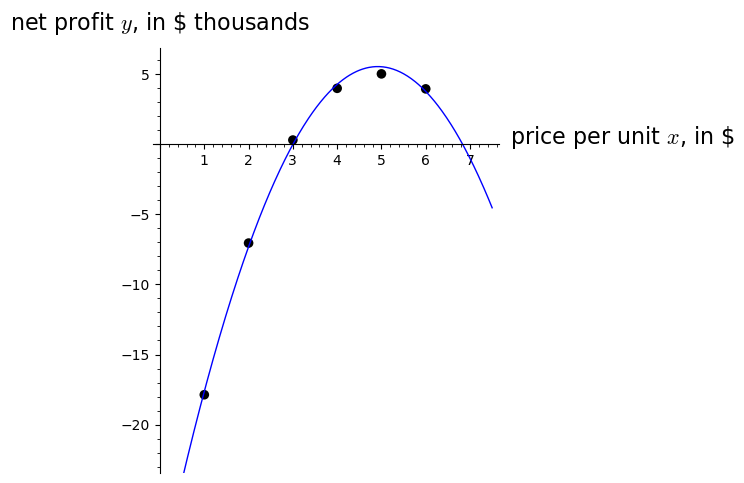 net profit y, in $ thousands
5
price per unit x, in $
1 2 3 4 5 6 7
−5
−10
−15
−20